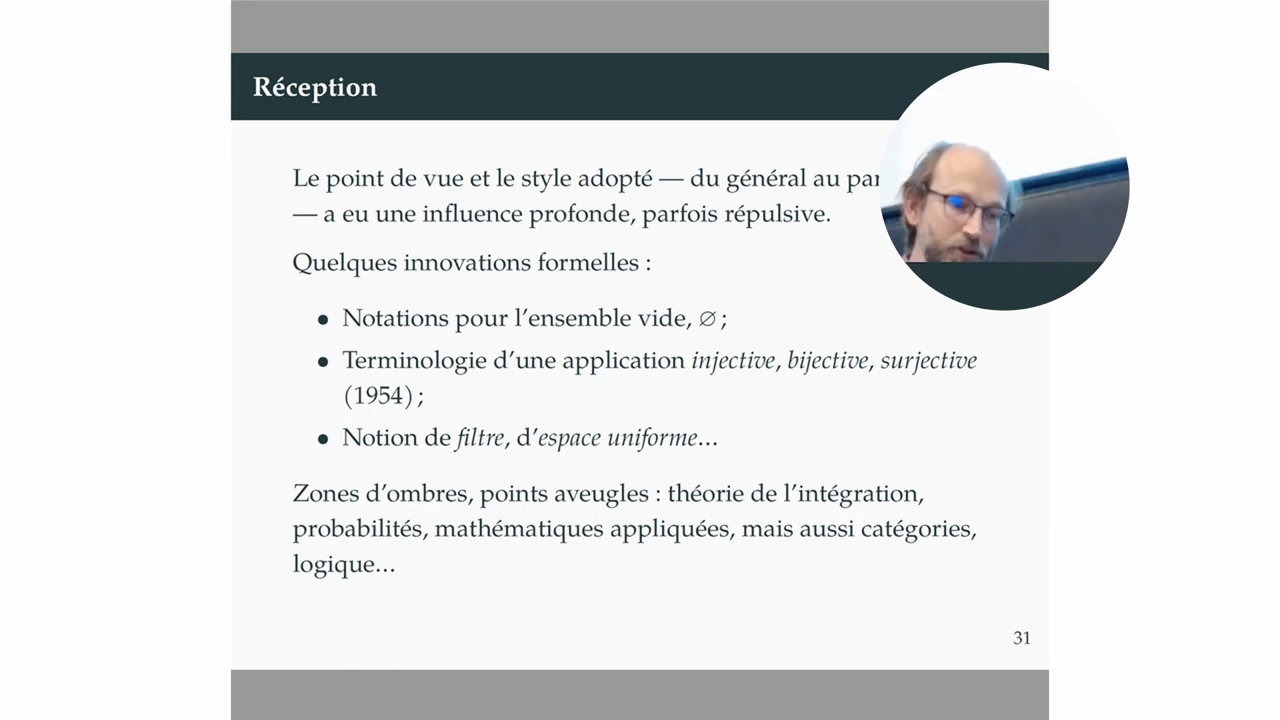 Réception
Le point de vue et le style adopté — du général au
— a eu une influence profonde, parfois répulsive.
Quelques innovations formelles :
• Notations pour l’ensemble vide, ∅ ;
• Terminologie d’une application injective, bijective, surjective
(1954) ;
• Notion de filtre, d’espace uniforme…
Zones d’ombres, points aveugles : théorie de l’intégration,
probabilités, mathématiques appliquées, mais aussi catégories,
logique…
31